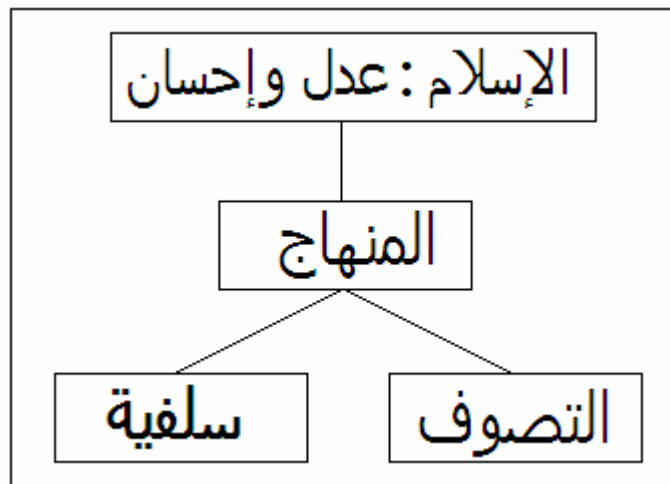 الإسلام : عدل وإحسان
المنهاج
التصوف
سلفية